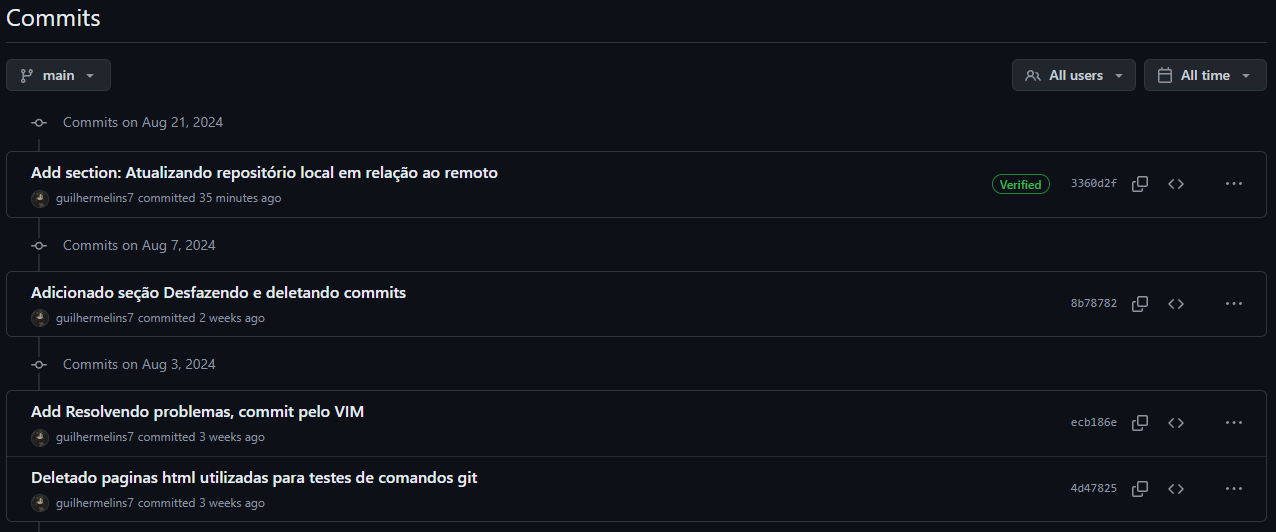 Commits
main
All users
All time
Commits on Aug 21, 2024
Add section: Atualizando repositório local em relação ao remoto
guilhermelins7 committed 35 minutes ago
Verified
3360d2f
Commits on Aug 7, 2024
Adicionado seção Desfazendo e deletando commits
guilhermelins7 committed 2 weeks ago
8b78782
Commits on Aug 3, 2024
Add Resolvendo problemas, commit pelo VIM
guilhermelins7 committed 3 weeks ago
ecb186e
Deletado paginas html utilizadas para testes de comandos git
guilhermelins7 committed 3 weeks ago
4d47825